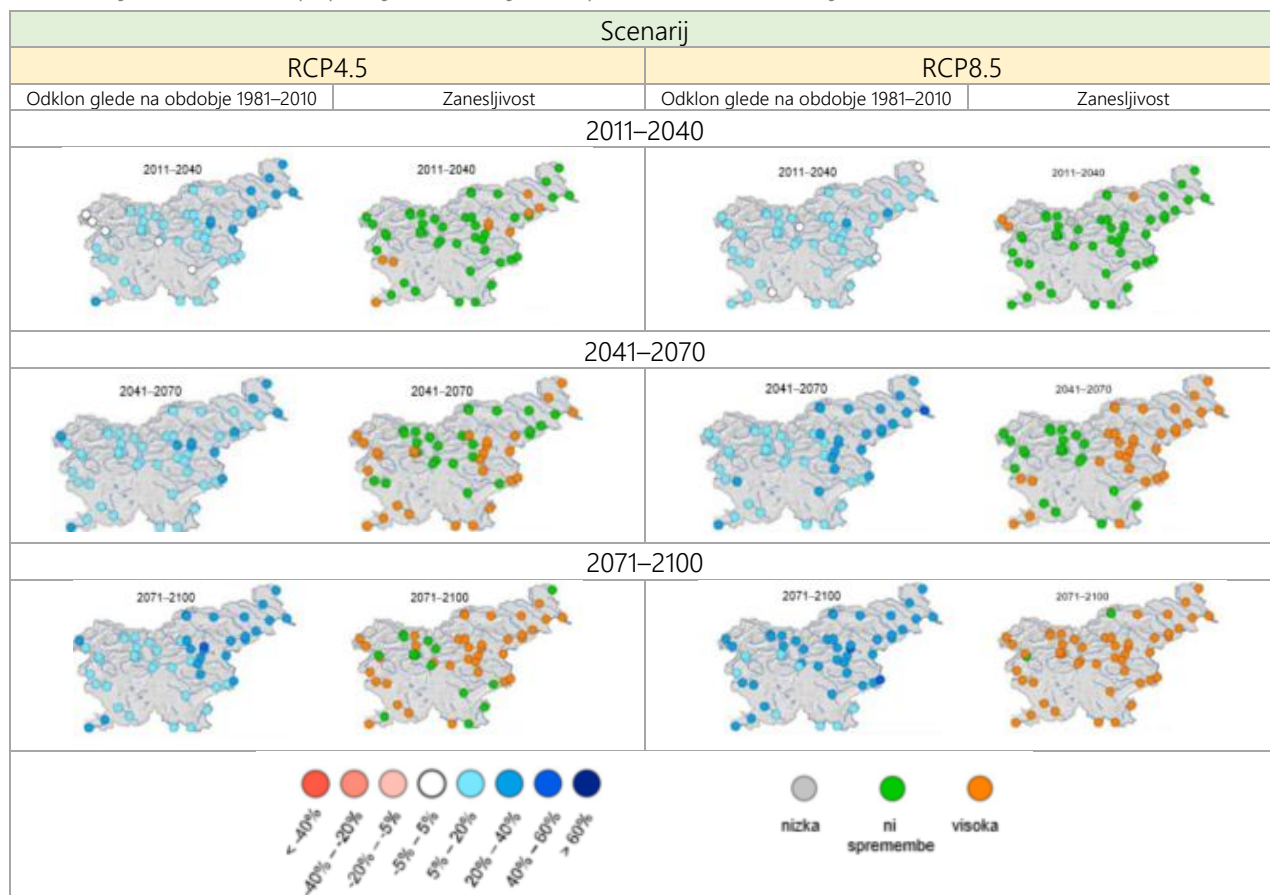 Scenarij
RCP4.5 RCP8.5
Odklon glede na obdobje 1981–2010 Zanesljivost Odklon glede na obdobje 1981–2010 Zanesljivost
2011–2040
2011–2040 2011–2040 2011–2040 2011–2040
2041–2070
2041–2070 2041–2070 2041–2070 2041–2070
2071–2100
2071–2100 2071–2100 2071–2100 2071–2100
< -40% -40% – -20% -20% – -5% -5% – 5% 5% – 20% 20% – 40% 40% – 60% > 60%
nizka ni visoka
spremembe